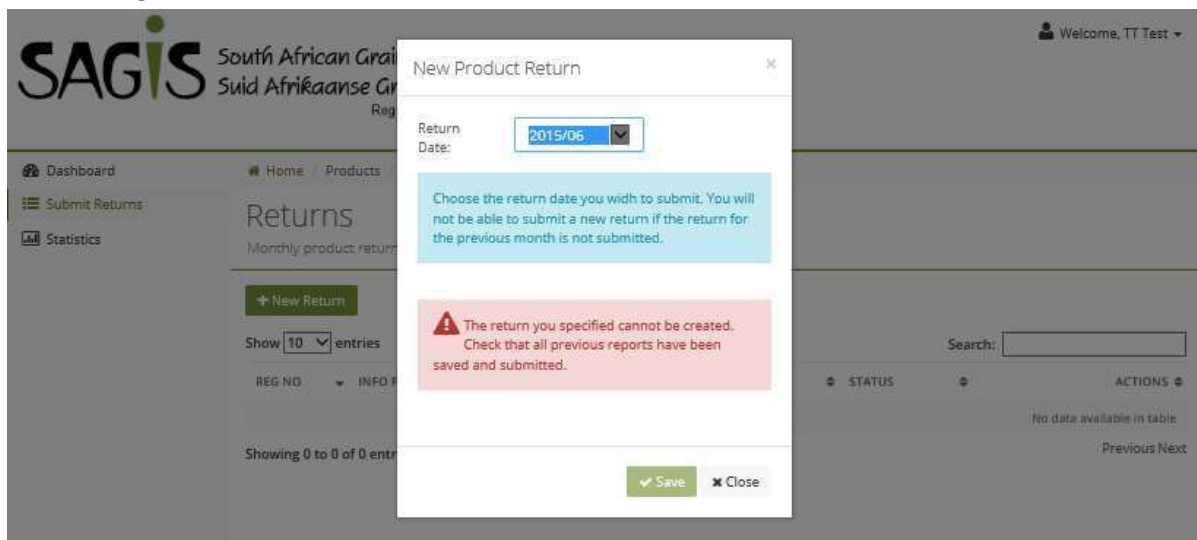 SAGIS
South African Grai
Suid Afrikaanse Gr
Reg
Welcome, TT Test
Dashboard
Submit Returns
Statistics
Home / Products /
Returns
Monthly product return
New Return
Show 10 entries
Search:
REG NO INFO P STATUS ACTIONS
No data available in table
Showing 0 to 0 of 0 entr
Previous Next
New Product Return ×
Return
Date:
2015/06
Choose the return date you widh to submit. You will
not be able to submit a new return if the return for
the previous month is not submitted.
The return you specified cannot be created.
Check that all previous reports have been
saved and submitted.
Save Close